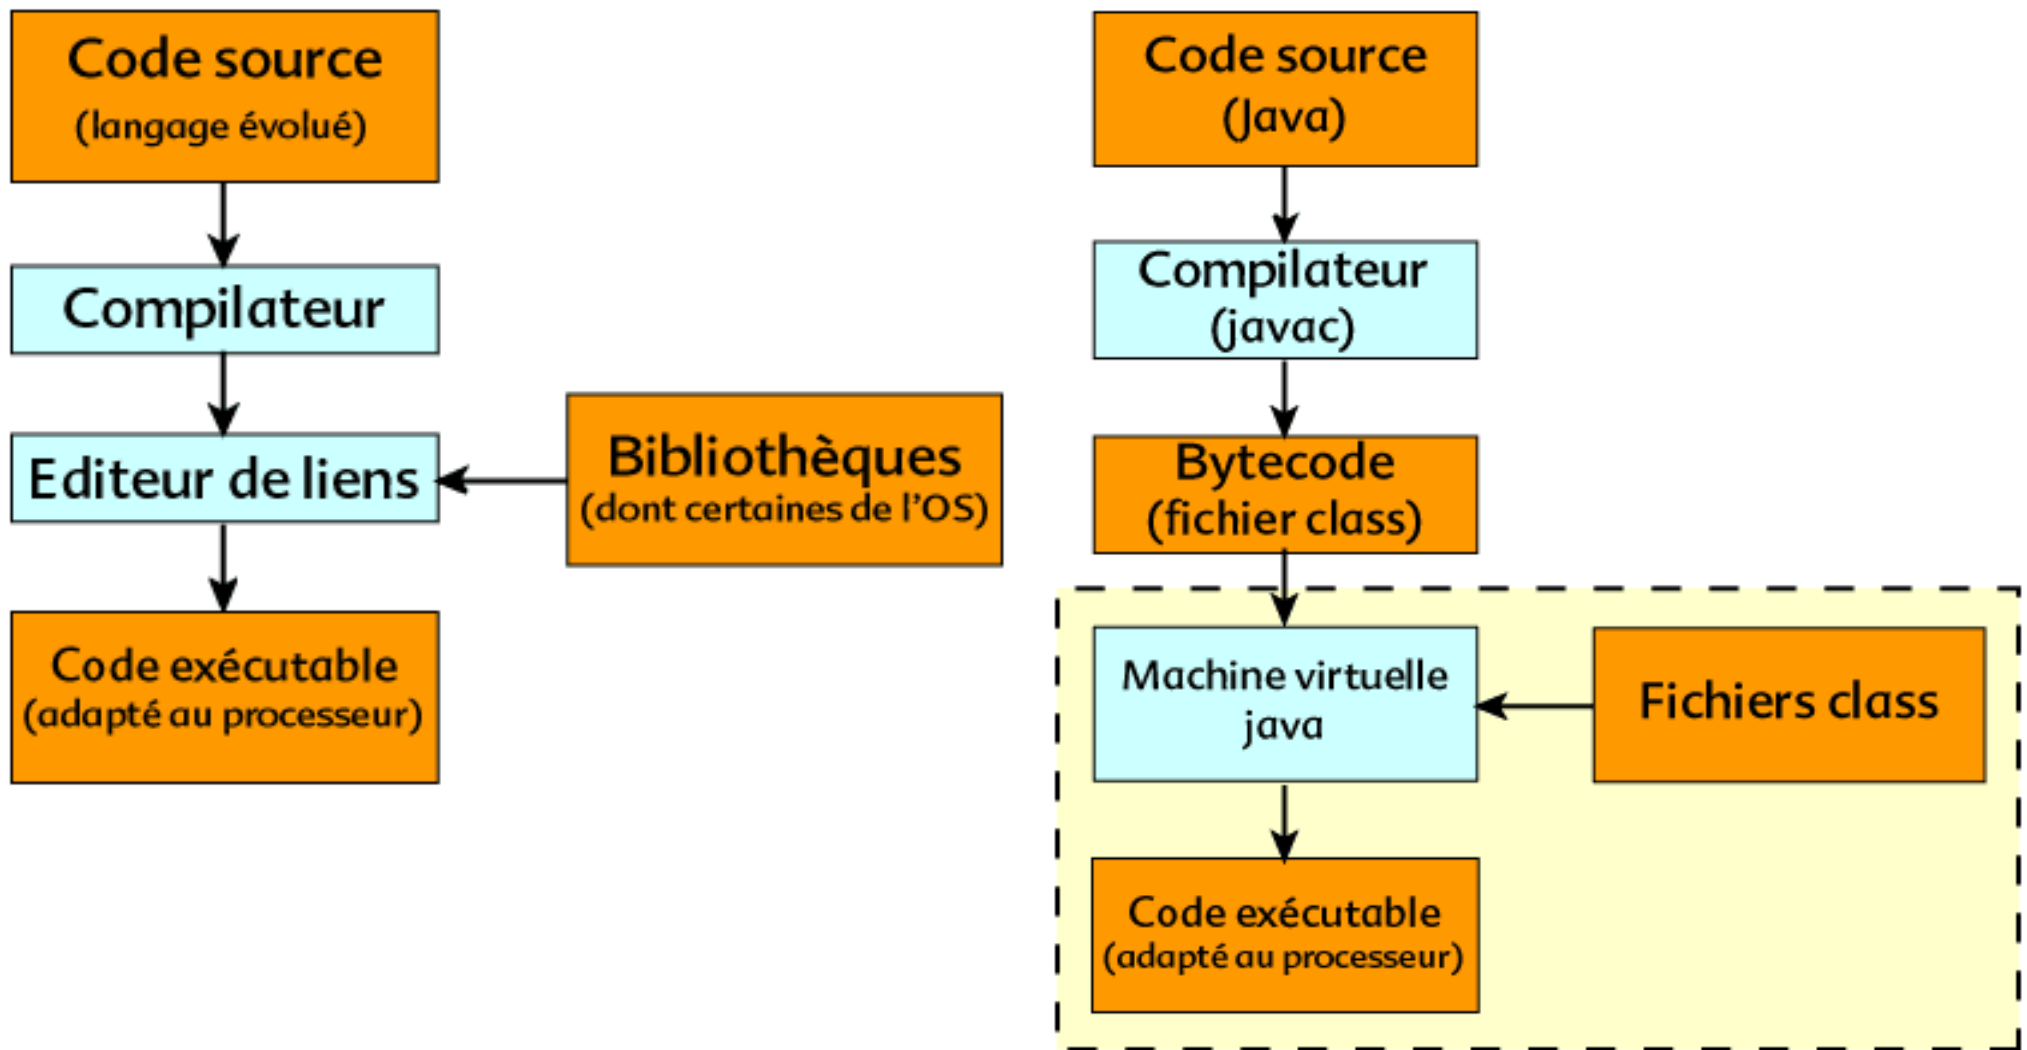 Code source
(langage évolué)
Compilateur
Editeur de liens
Bibliothèques
(dont certaines de l'OS)
Code exécutable
(adapté au processeur)
Code source
(Java)
Compilateur
(javac)
Bytecode
(fichier class)
Machine virtuelle
java
Fichiers class
Code exécutable
(adapté au processeur)